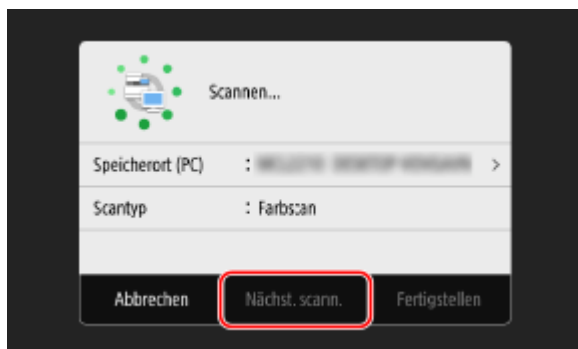 Scannen...
Speicherort (PC) :
Scantyp : Farbscan
Abbrechen Nächst. scann. Fertigstellen